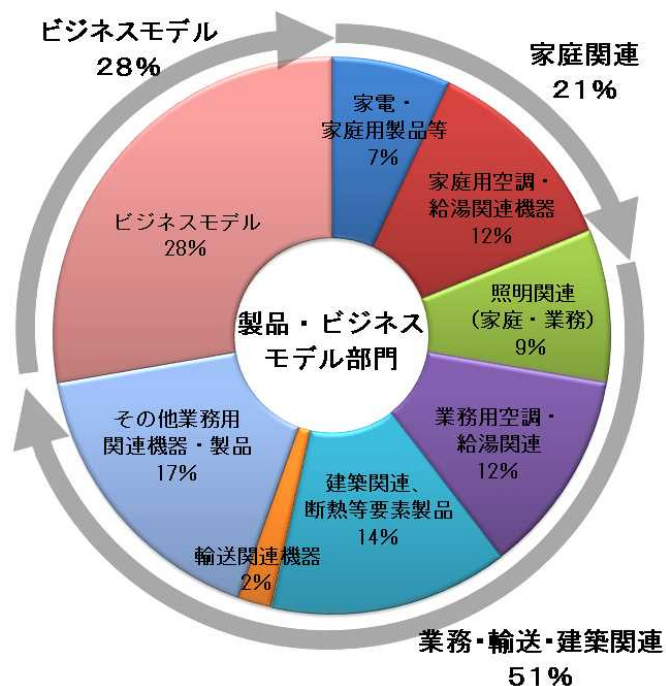 ビジネスモデル
28%
家庭関連
21%
家電・
家庭用製品等
7%
家庭用空調・
給湯関連機器
12%
照明関連
(家庭・業務)
9%
業務用空調・
給湯関連
12%
建築関連、
断熱等要素製品
14%
輸送関連機器
2%
その他業務用
関連機器・製品
17%
ビジネスモデル
28%
製品・ビジネス
モデル部門
業務・輸送・建築関連
51%